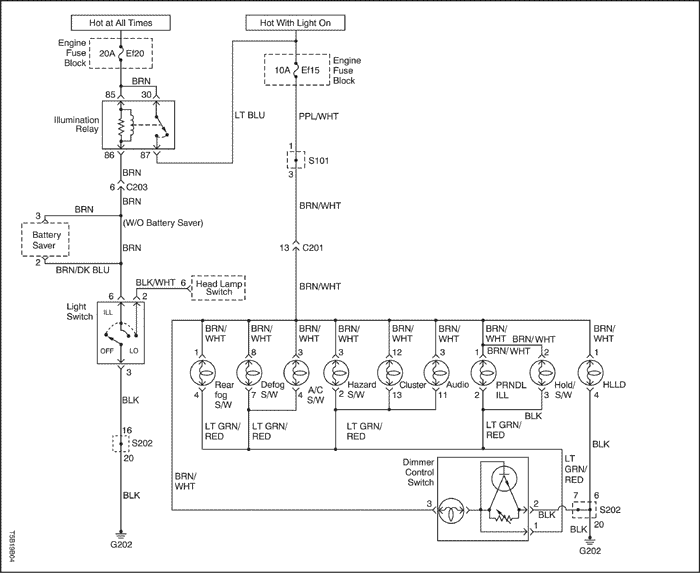 Hot at All Times
Hot With Light On
Engine
Fuse
Block
20A
Ef20
10A
Ef15
Engine
Fuse
Block
BRN
85
30
Illumination
Relay
LT BLU
PPL/WHT
86
87
1
S101
3
BRN
6
C203
BRN
BRN
3
(W/O Battery Saver)
BRN/WHT
Battery
Saver
BRN
13
C201
2
BRN/DK BLU
BLK/WHT
6
Head Lamp
Switch
BRN/WHT
Light
Switch
6
2
ILL
OFF
LO
3
BRN/
WHT
BRN/
WHT
BRN/
WHT
BRN/
WHT
BRN/
WHT
BRN/
WHT
BRN/
WHT
BRN/WHT
BRN/WHT
BRN/
WHT
1
8
3
3
12
3
1
2
1
Rear
fog S/W
Defog
S/W
A/C
S/W
Hazard
S/W
Cluster
Audio
PRNDL
ILL
Hold/
S/W
HLLD
4
7
4
2
13
11
2
3
4
BLK
LT GRN/
RED
LT GRN/
RED
LT GRN/
RED
LT GRN/
RED
BLK
BLK
16
S202
20
BLK
G202
BRN/
WHT
Dimmer
Control
Switch
LT
GRN/
RED
3
2
BLK
1
7
6
S202
20
BLK
G202
T5B19B04